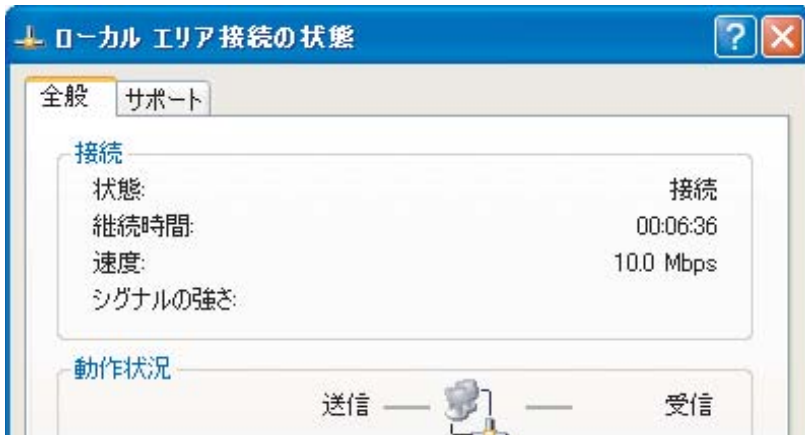 ローカル エリア接続の状態
全般 サポート
接続
状態: 接続
継続時間: 00:06:36
速度: 10.0 Mbps
シグナルの強さ:
動作状況
送信 受信